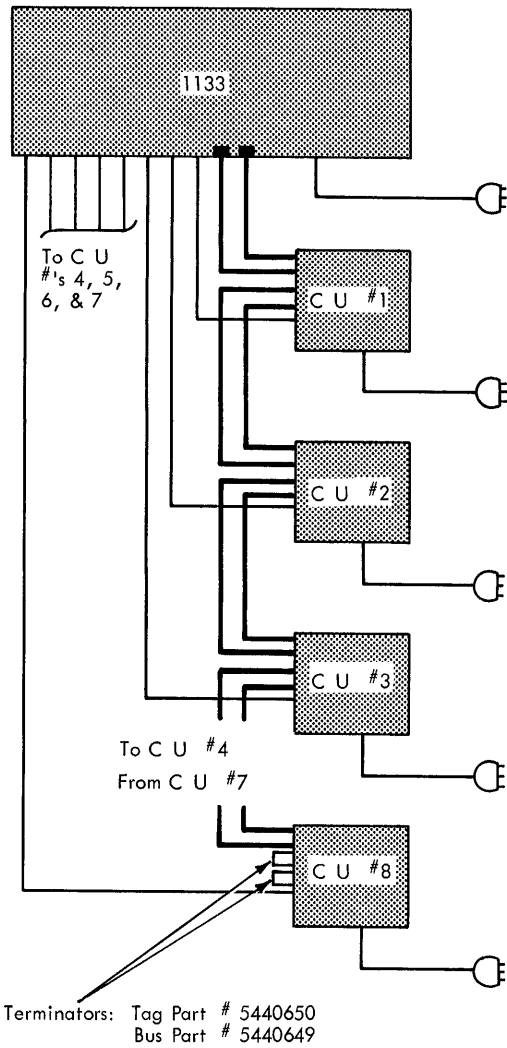 1133
To C U
#'s 4, 5,
6, & 7
C U #1
C U #2
C U #3
To C U #4
From C U #7
C U #8
Terminators: Tag Part # 5440650
Bus Part # 5440649